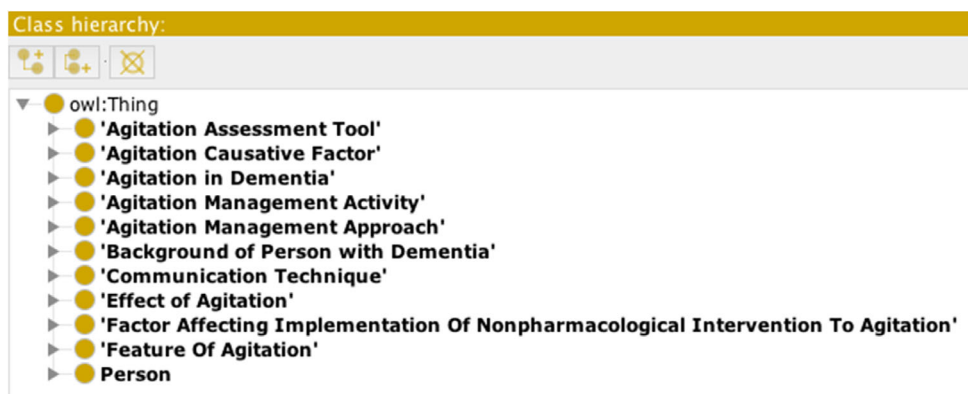 Class hierarchy:
owl:Thing
'Agitation Assessment Tool'
'Agitation Causative Factor'
'Agitation in Dementia'
'Agitation Management Activity'
'Agitation Management Approach'
'Background of Person with Dementia'
'Communication Technique'
'Effect of Agitation'
'Factor Affecting Implementation Of Nonpharmacological Intervention To Agitation'
'Feature Of Agitation'
Person